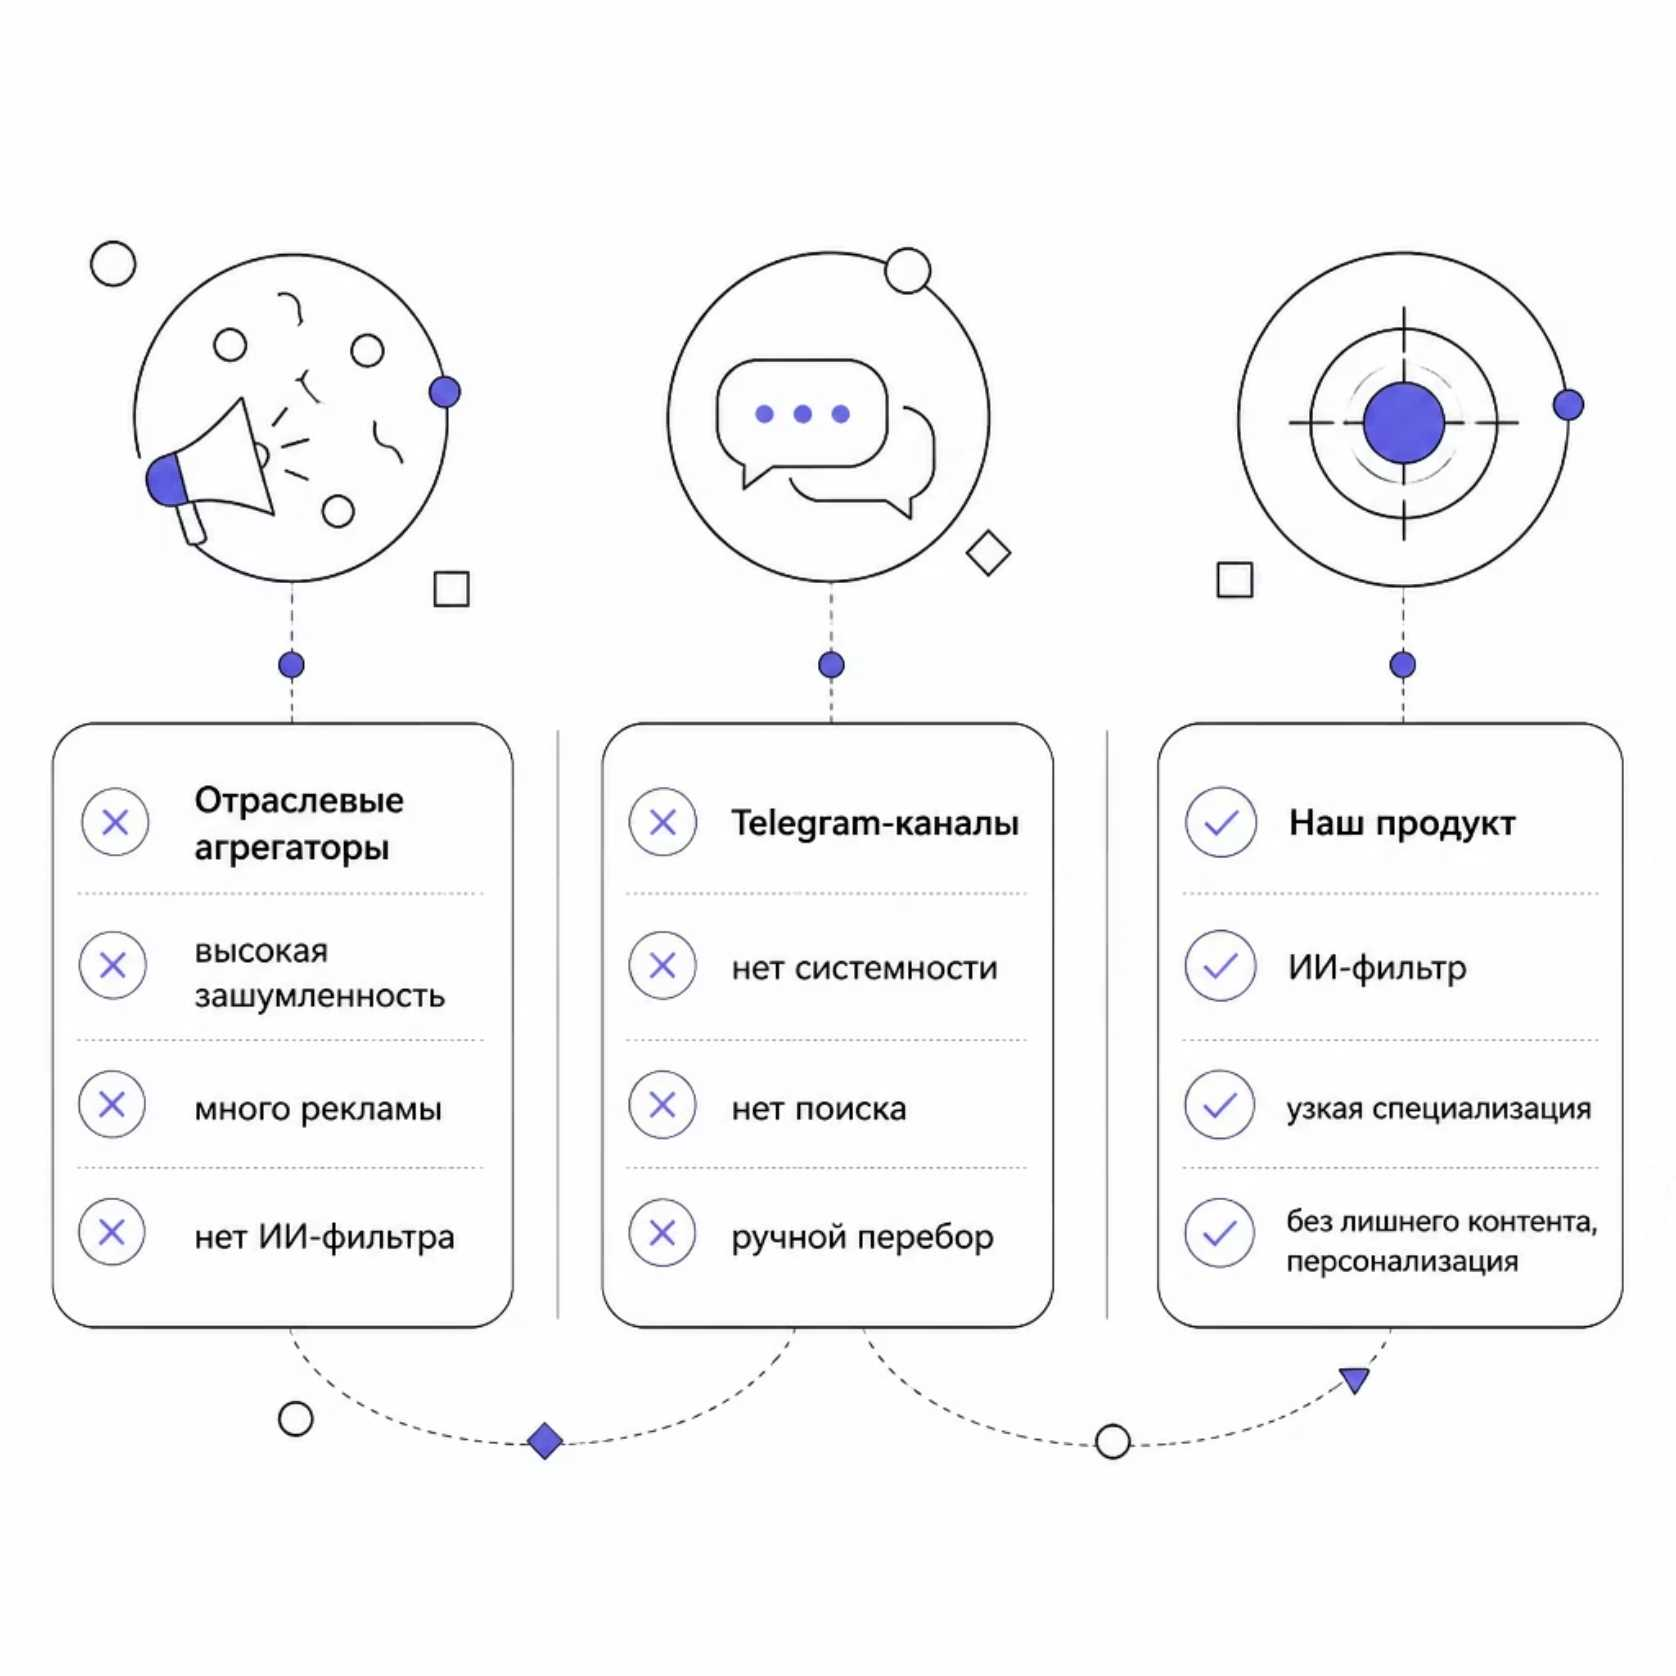 Отраслевые
агрегаторы
высокая
зашумленность
много рекламы
нет ИИ-фильтра
Telegram-каналы
нет системности
нет поиска
ручной перебор
Наш продукт
ИИ-фильтр
узкая специализация
без лишнего контента,
персонализация